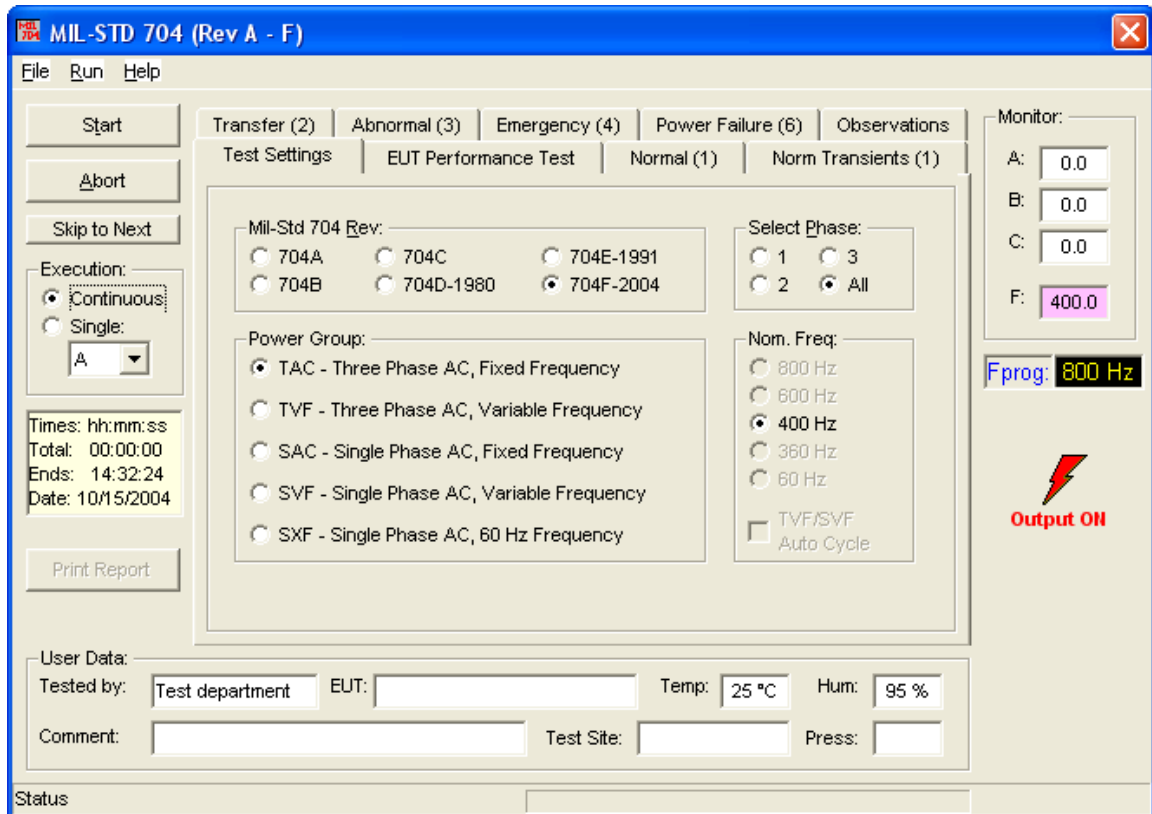 MIL 704 MIL-STD 704 (Rev A - F)
File Run Help
Start
Abort
Skip to Next
Execution:
Continuous
Single:
A
Times: hh:mm:ss
Total: 00:00:00
Ends: 14:32:24
Date: 10/15/2004
Print Report
Transfer (2) Abnormal (3) Emergency (4) Power Failure (6) Observations
Test Settings EUT Performance Test Normal (1) Norm Transients (1)
Mil-Std 704 Rev:
704A 704C 704E-1991
704B 704D-1980 704F-2004
Select Phase:
1 3
2 All
Power Group:
TAC - Three Phase AC, Fixed Frequency
TVF - Three Phase AC, Variable Frequency
SAC - Single Phase AC, Fixed Frequency
SVF - Single Phase AC, Variable Frequency
SXF - Single Phase AC, 60 Hz Frequency
Nom. Freq:
800 Hz
600 Hz
400 Hz
360 Hz
60 Hz
TVF/SVF
Auto Cycle
Monitor:
A: 0.0
B: 0.0
C: 0.0
F: 400.0
Fprog: 800 Hz
Output ON
User Data:
Tested by: Test department EUT: Temp: 25 °C Hum: 95 %
Comment: Test Site: Press:
Status